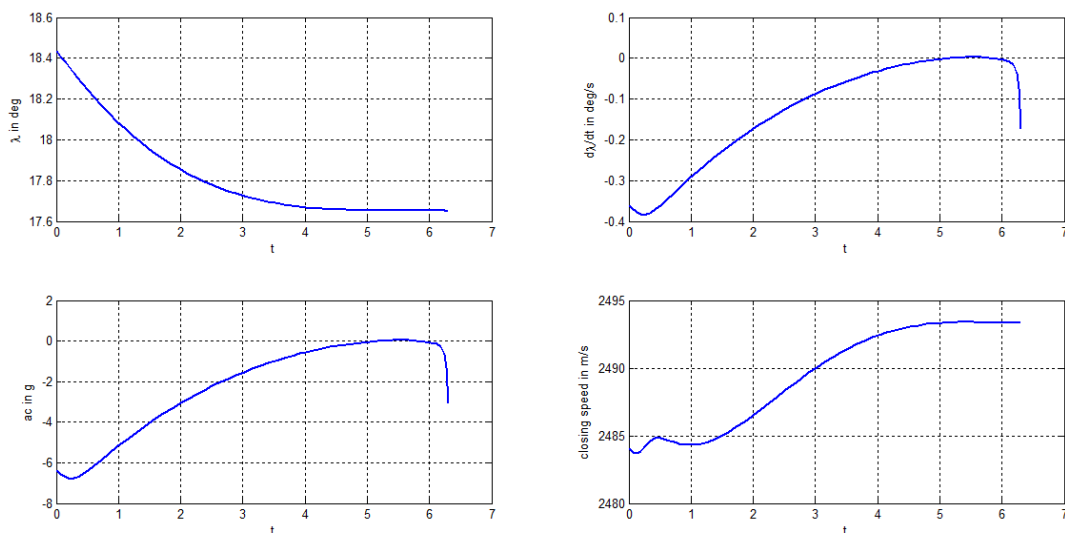 18.6
18.4
18.2
18
17.8
17.6
λ in deg
0 1 2 3 4 5 6 7
t
0.1
0
-0.1
-0.2
-0.3
-0.4
dλ/dt in deg/s
0 1 2 3 4 5 6 7
t
2
0
-2
-4
-6
-8
ac in g
0 1 2 3 4 5 6 7
t
2495
2490
2485
2480
closing speed in m/s
0 1 2 3 4 5 6 7
t